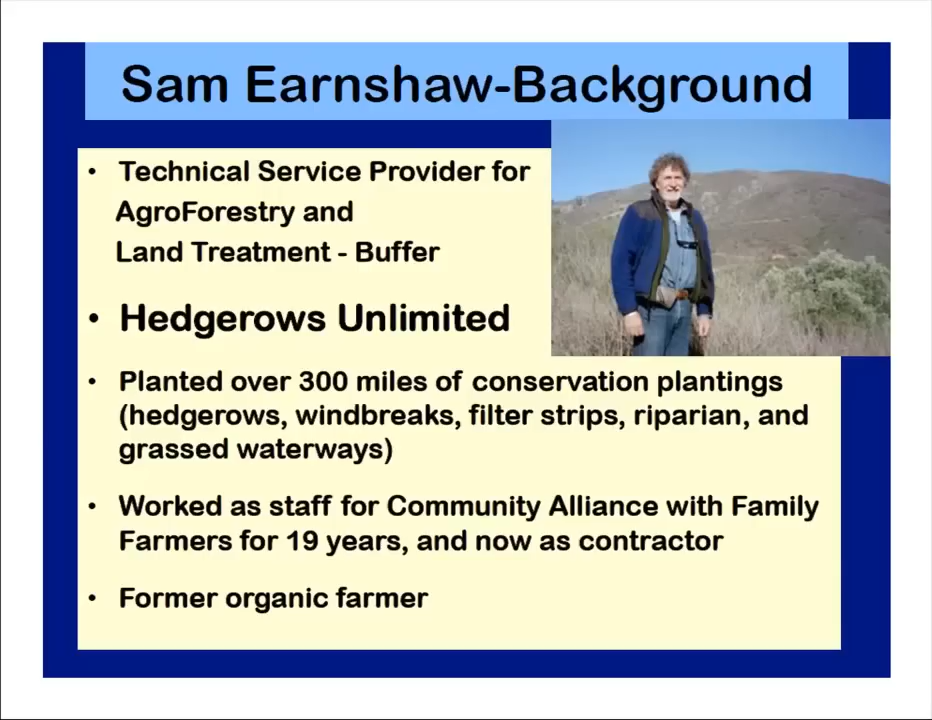 Sam Earnshaw-Background
• Technical Service Provider for
AgroForestry and
Land Treatment - Buffer
• Hedgerows Unlimited
• Planted over 300 miles of conservation plantings
(hedgerows, windbreaks, filter strips, riparian, and
grassed waterways)
• Worked as staff for Community Alliance with Family
Farmers for 19 years, and now as contractor
• Former organic farmer